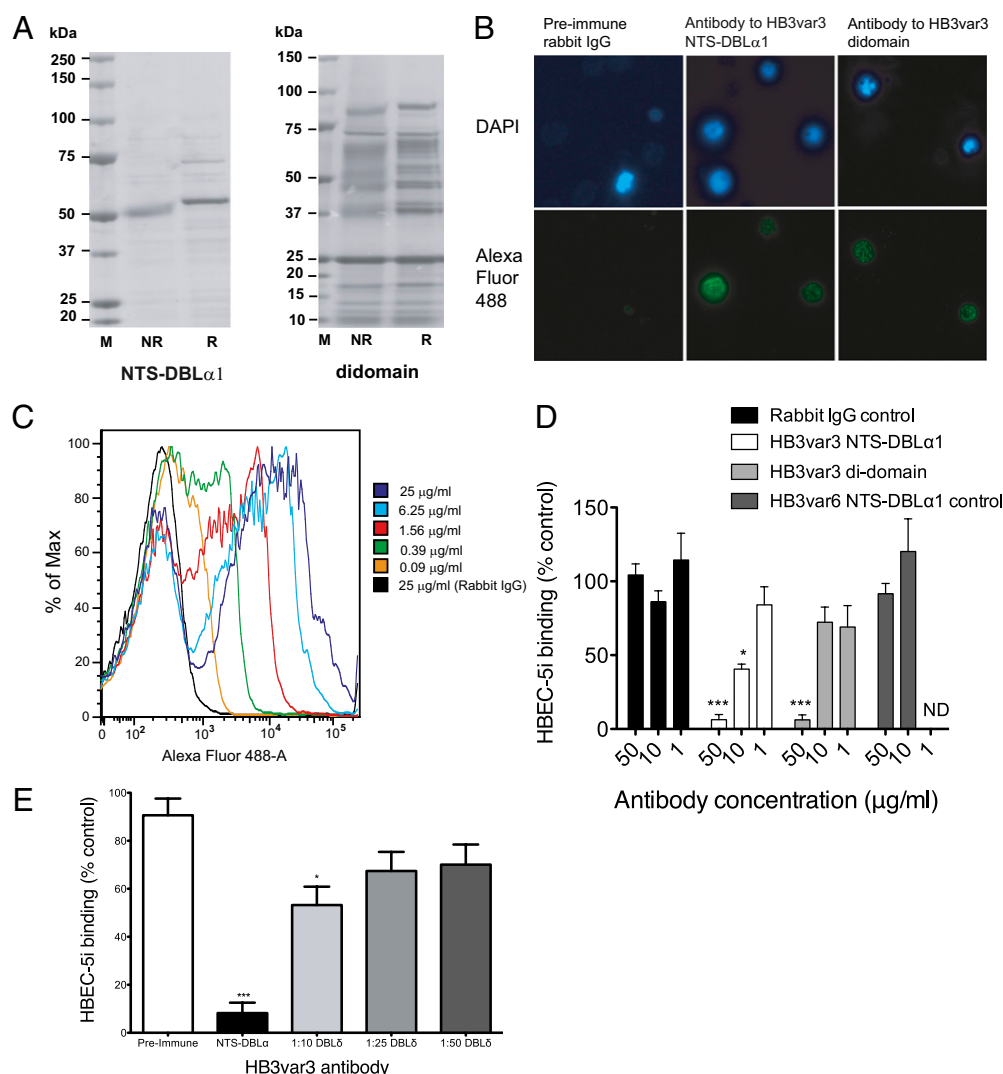 A
kDa
250
150
100
75
50
37
25
20
M NR R
NTS-DBLα1
kDa
150
100
75
50
37
25
20
15
10
M NR R
didomain
B
Pre-immune
rabbit IgG
Antibody to HB3var3
NTS-DBLα1
Antibody to HB3var3
didomain
DAPI
Alexa
Fluor
488
C
% of Max
100
80
60
40
20
0
0 10² 10³ 10⁴ 10⁵
Alexa Fluor 488-A
25 µg/ml
6.25 µg/ml
1.56 µg/ml
0.39 µg/ml
0.09 µg/ml
25 µg/ml (Rabbit IgG)
D
Rabbit IgG control
HB3var3 NTS-DBLα1
HB3var3 di-domain
HB3var6 NTS-DBLα1 control
HBEC-5i binding (% control)
150
100
50
0
*** * *** ND
50 10 1 50 10 1 50 10 1 50 10 1
Antibody concentration (µg/ml)
E
HBEC-5i binding (% control)
100
80
60
40
20
0
*** *
Pre-Immune NTS-DBLα 1:10 DBLδ 1:25 DBLδ 1:50 DBLδ
HB3var3 antibody